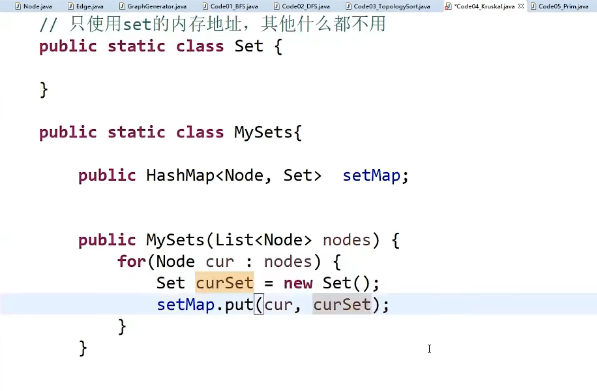 Node.java Edge.java GraphGenerator.java Code01_BFS.java Code02_DFS.java Code03_TopologySort.java *Code04_Kruskal.java Code05_Prim.java
// 只使用set的内存地址，其他什么都不用
public static class Set {
}
public static class MySets{
public HashMap<Node, Set> setMap;
public MySets(List<Node> nodes) {
for(Node cur : nodes) {
Set curSet = new Set();
setMap.put(cur, curSet);
}
}